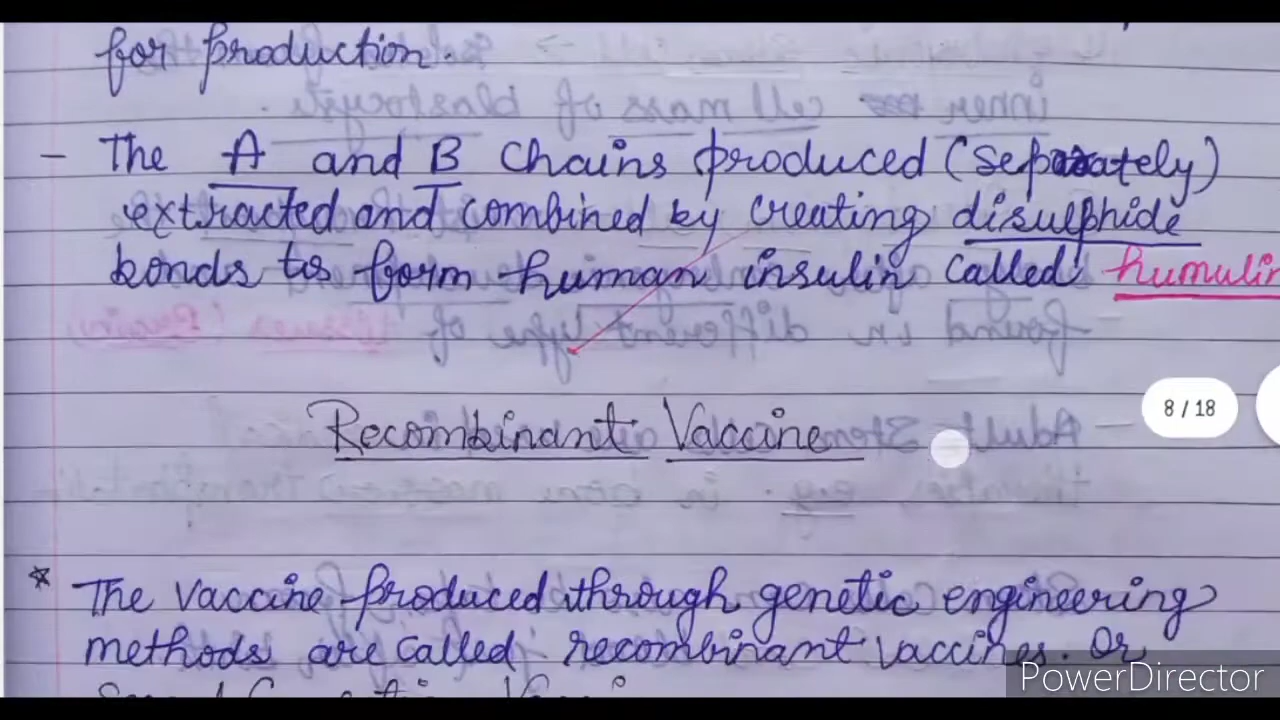 for production.
- The A and B Chains produced (separately)
extracted and combined by creating disulphide
bonds to form human insulin called humulin
Recombinant Vaccine
8 / 18
* The vaccine produced through genetic engineering
methods are called recombinant vaccines. Or
PowerDirector